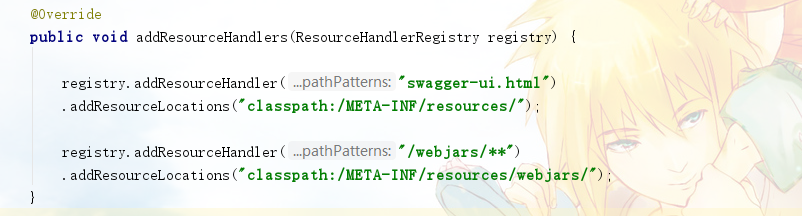 @Override
public void addResourceHandlers(ResourceHandlerRegistry registry) {
registry.addResourceHandler( ...pathPatterns: "swagger-ui.html")
.addResourceLocations("classpath:/META-INF/resources/");
registry.addResourceHandler( ...pathPatterns: "/webjars/**")
.addResourceLocations("classpath:/META-INF/resources/webjars/");
}